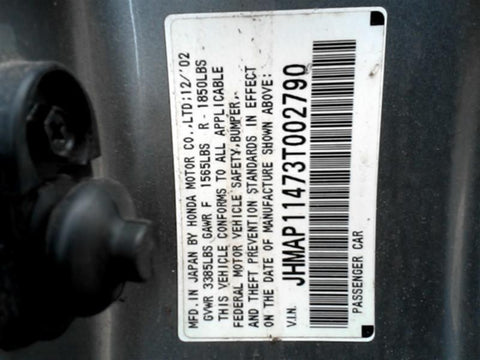 MFD. IN JAPAN BY HONDA MOTOR CO.,LTD:12/'02
GVWR 3385LBS GAWR F 1565LBS R - 1850LBS
THIS VEHICLE CONFORMS TO ALL APPLICABLE
FEDERAL MOTOR VEHICLE SAFETY,BUMPER,
AND THEFT PREVENTION STANDARDS IN EFFECT
ON THE DATE OF MANUFACTURE SHOWN ABOVE:
V.I.N. JHMAP11473T002790
PASSENGER CAR